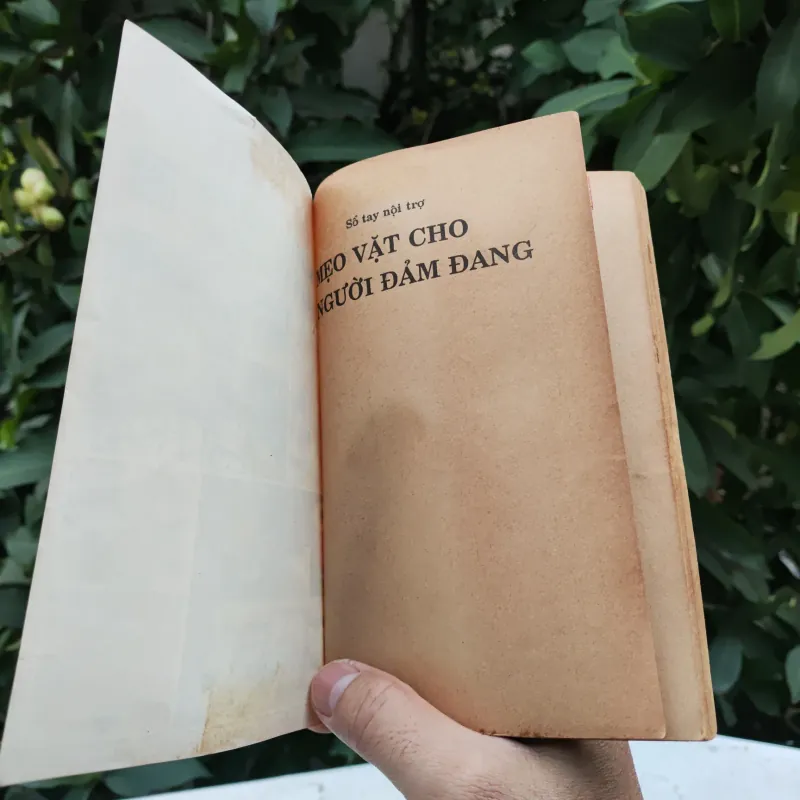 Sổ tay nội trợ
MẸO VẶT CHO
NGƯỜI ĐẢM ĐANG